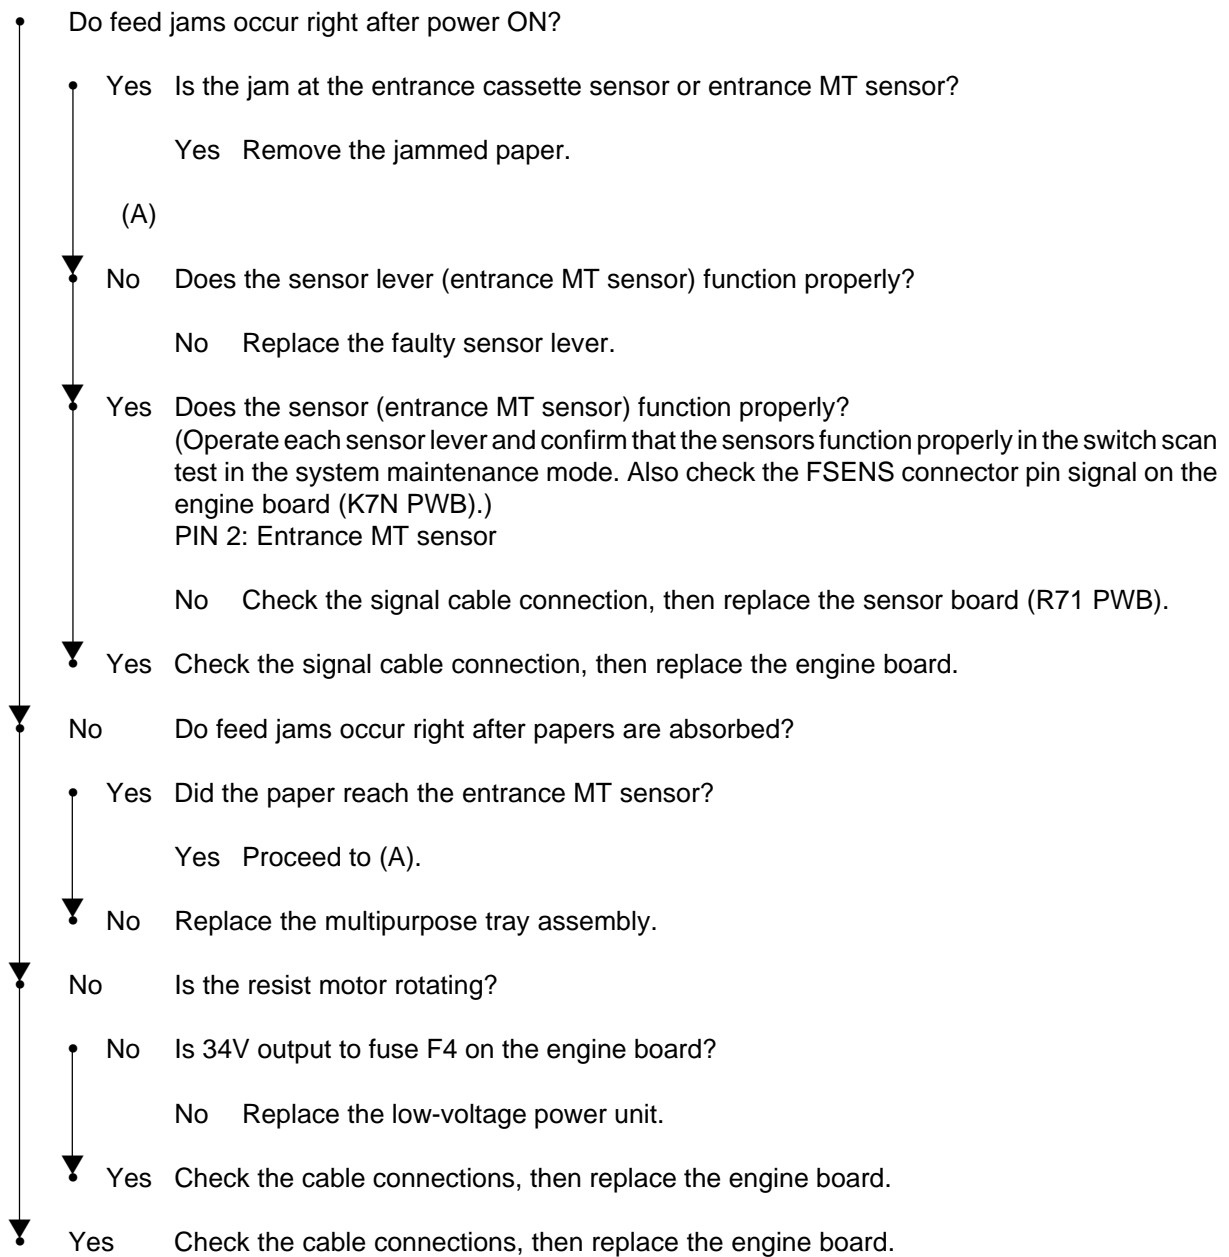 Do feed jams occur right after power ON?
Yes Is the jam at the entrance cassette sensor or entrance MT sensor?
Yes Remove the jammed paper.
(A)
No Does the sensor lever (entrance MT sensor) function properly?
No Replace the faulty sensor lever.
Yes Does the sensor (entrance MT sensor) function properly?
(Operate each sensor lever and confirm that the sensors function properly in the switch scan
test in the system maintenance mode. Also check the FSENS connector pin signal on the
engine board (K7N PWB).)
PIN 2: Entrance MT sensor
No Check the signal cable connection, then replace the sensor board (R71 PWB).
Yes Check the signal cable connection, then replace the engine board.
No Do feed jams occur right after papers are absorbed?
Yes Did the paper reach the entrance MT sensor?
Yes Proceed to (A).
No Replace the multipurpose tray assembly.
No Is the resist motor rotating?
No Is 34V output to fuse F4 on the engine board?
No Replace the low-voltage power unit.
Yes Check the cable connections, then replace the engine board.
Yes Check the cable connections, then replace the engine board.